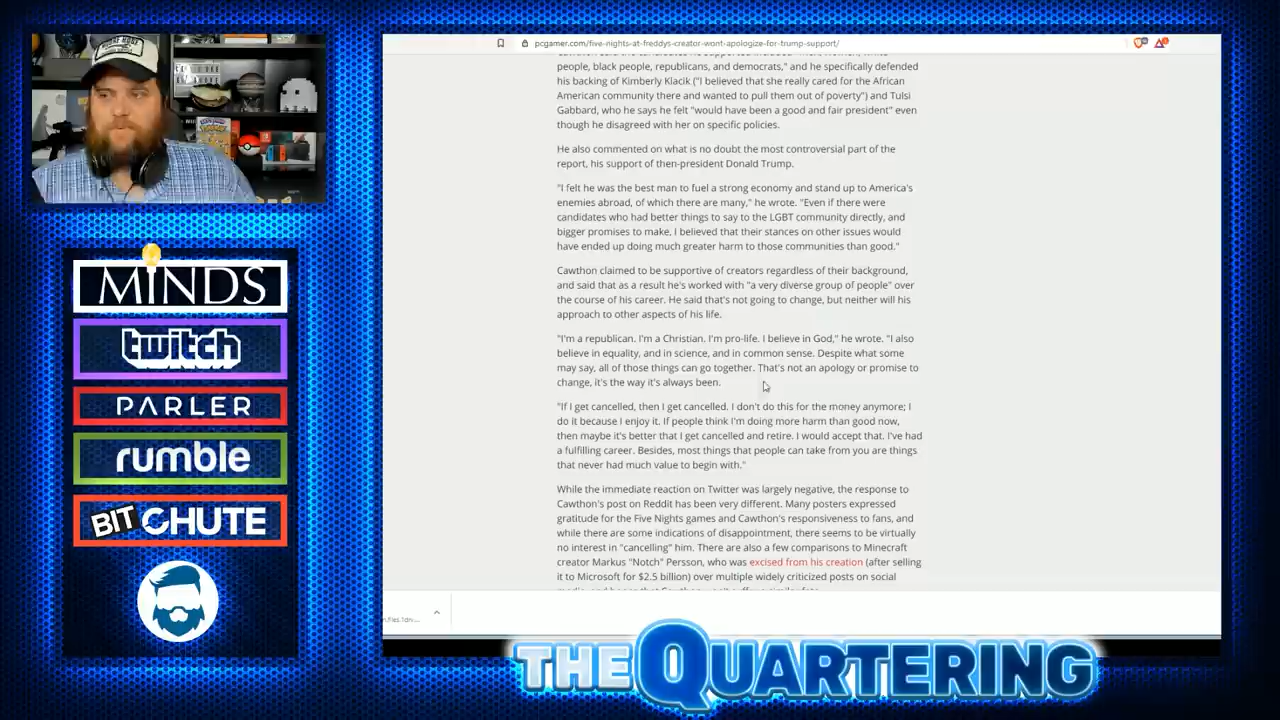 pcgamer.com/five-nights-at-freddys-creator-wont-apologize-for-trump-support/
people, black people, republicans, and democrats," and he specifically defended
his backing of Kimberly Klacik ("I believed that she really cared for the African
American community there and wanted to pull them out of poverty") and Tulsi
Gabbard, who he says he felt "would have been a good and fair president" even
though he disagreed with her on specific policies.
He also commented on what is no doubt the most controversial part of the
report, his support of then-president Donald Trump.
"I felt he was the best man to fuel a strong economy and stand up to America's
enemies abroad, of which there are many," he wrote. "Even if there were
candidates who had better things to say to the LGBT community directly, and
bigger promises to make, I believed that their stances on other issues would
have ended up doing much greater harm to those communities than good."
Cawthon claimed to be supportive of creators regardless of their background,
and said that as a result he's worked with "a very diverse group of people" over
the course of his career. He said that's not going to change, but neither will his
approach to other aspects of his life.
"I'm a republican. I'm a Christian. I'm pro-life. I believe in God," he wrote. "I also
believe in equality, and in science, and in common sense. Despite what some
may say, all of those things can go together. That's not an apology or promise to
change, it's the way it's always been.
"If I get cancelled, then I get cancelled. I don't do this for the money anymore; I
do it because I enjoy it. If people think I'm doing more harm than good now,
then maybe it's better that I get cancelled and retire. I would accept that. I've had
a fulfilling career. Besides, most things that people can take from you are things
that never had much value to begin with."
While the immediate reaction on Twitter was largely negative, the response to
Cawthon's post on Reddit has been very different. Many posters expressed
gratitude for the Five Nights games and Cawthon's responsiveness to fans, and
while there are some indications of disappointment, there seems to be virtually
no interest in "cancelling" him. There are also a few comparisons to Minecraft
creator Markus "Notch" Persson, who was excised from his creation (after selling
it to Microsoft for $2.5 billion) over multiple widely criticized posts on social
MINDS
twitch
PARLER
rumble
BITCHUTE
THE QUARTERING